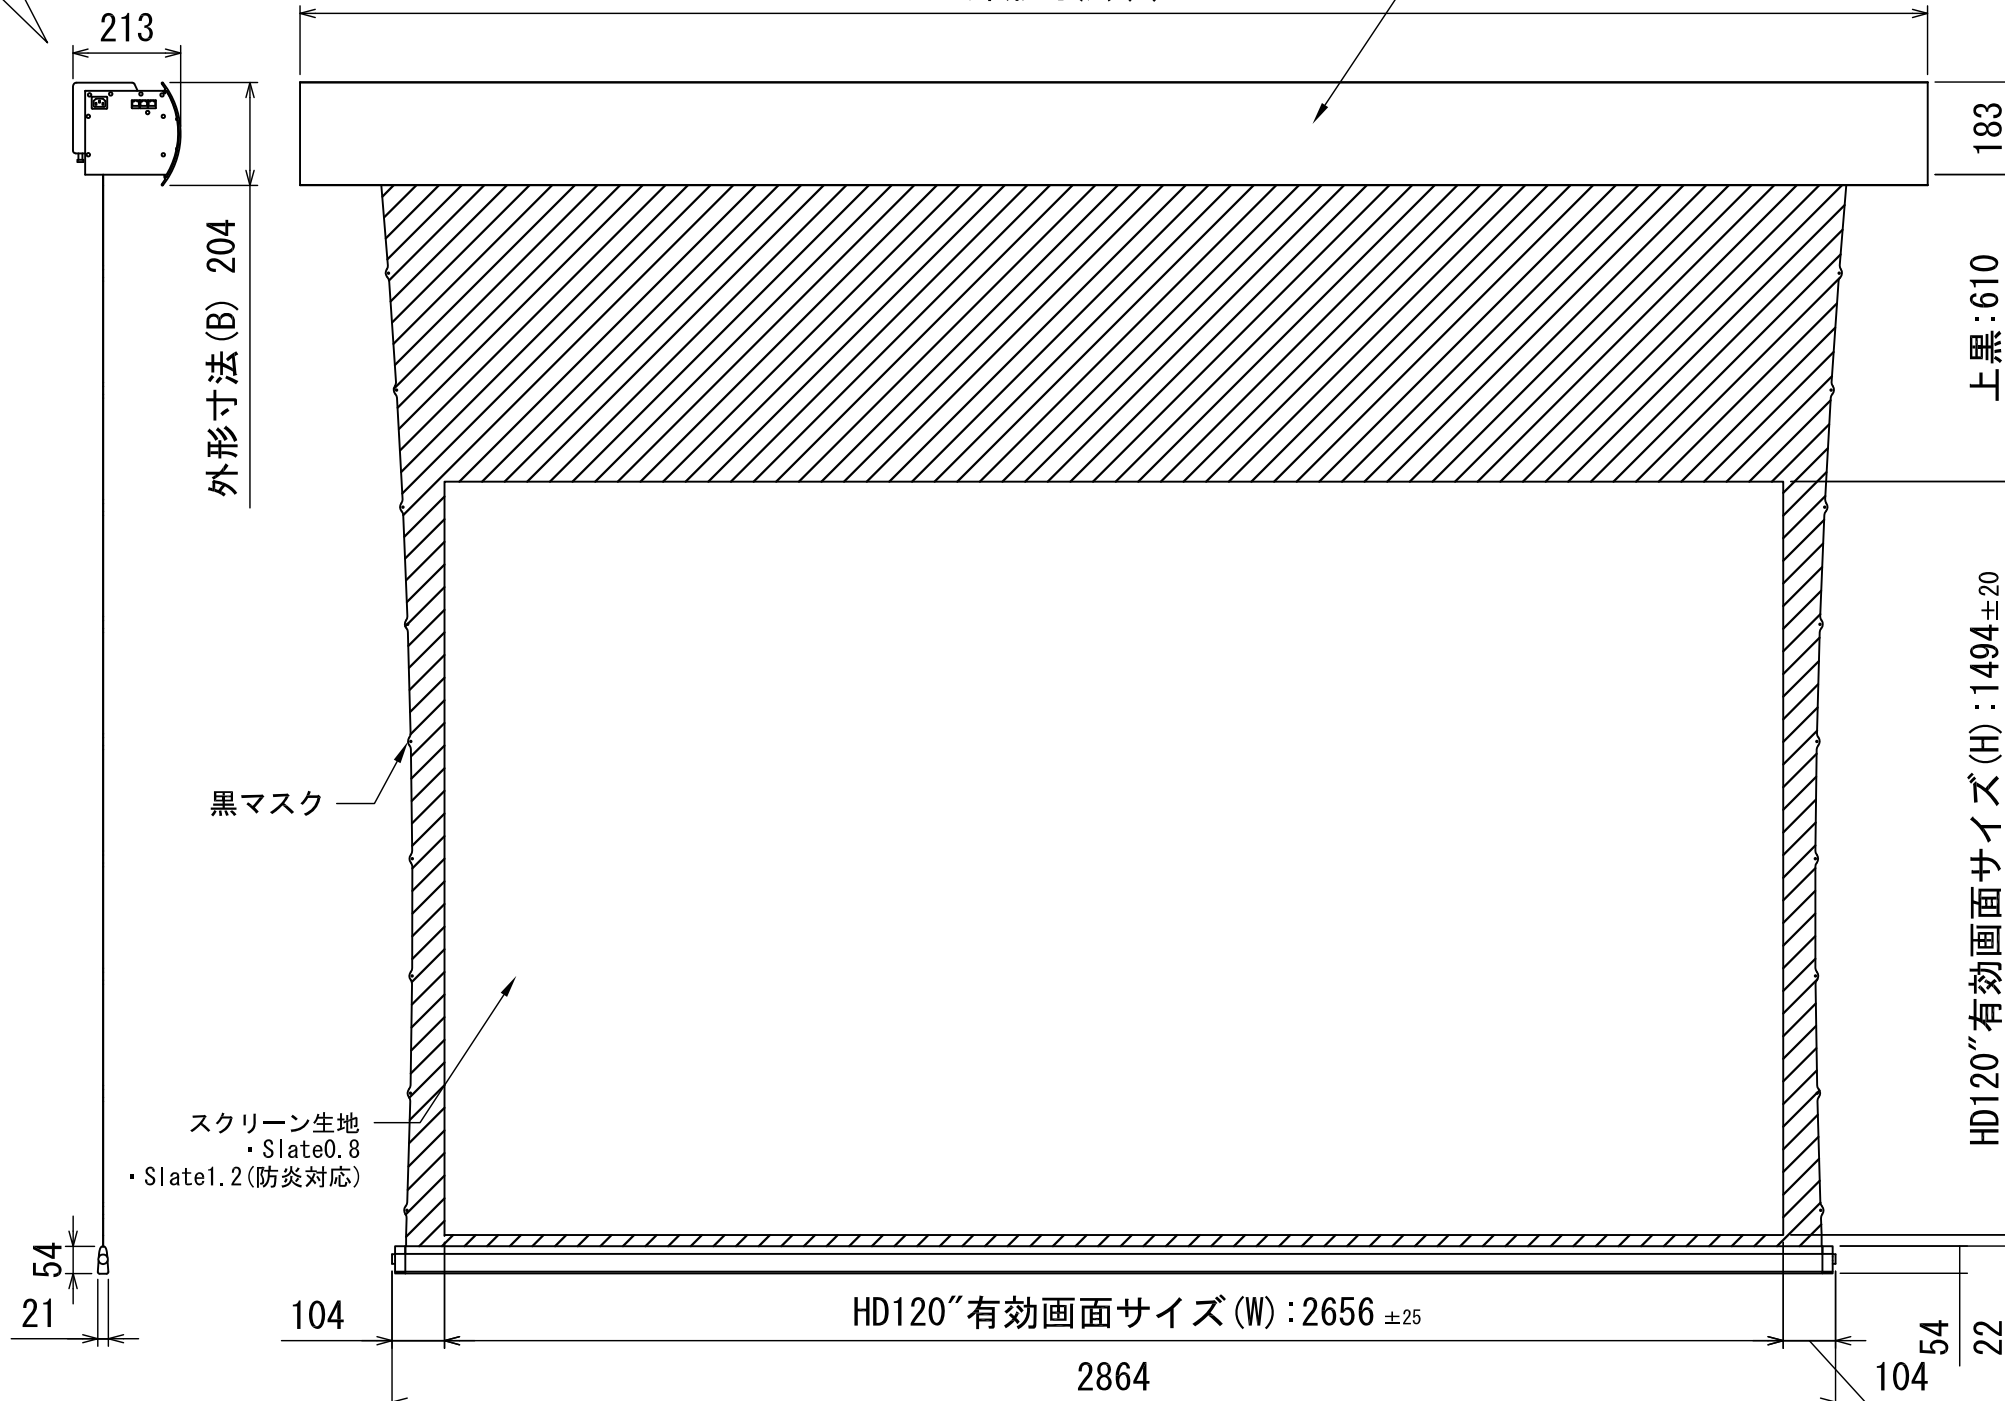 213
183
外形寸法(B) 204
上黒:610
HD120″有効画面サイズ(H):1494±20
黒マスク
スクリーン生地
・Slate0.8
・Slate1.2(防炎対応)
54
21
104
HD120″有効画面サイズ(W):2656 ±25
54
22
2864
104